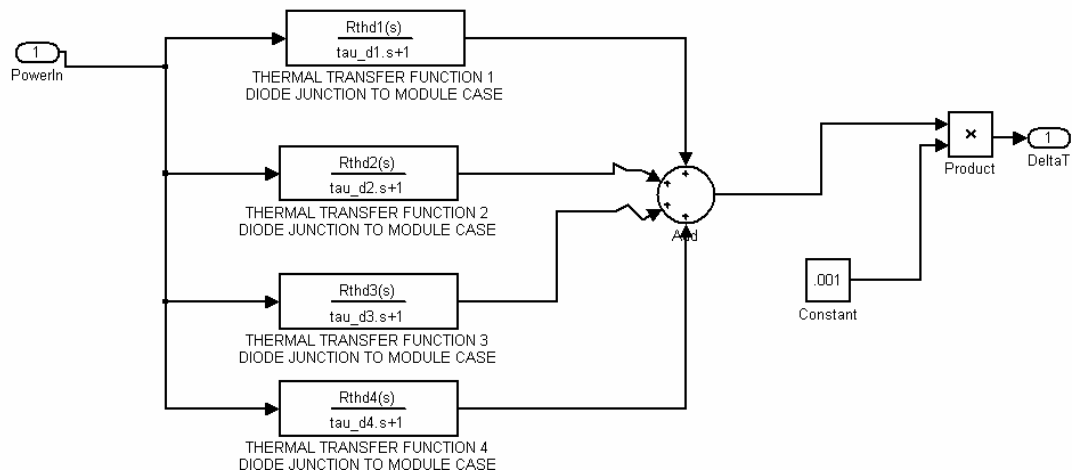 Rthd1(s)
tau_d1.s+1
1
PowerIn
THERMAL TRANSFER FUNCTION 1
DIODE JUNCTION TO MODULE CASE
Rthd2(s)
tau_d2.s+1
THERMAL TRANSFER FUNCTION 2
DIODE JUNCTION TO MODULE CASE
Add
×
Product
1
DeltaT
.001
Constant
Rthd3(s)
tau_d3.s+1
THERMAL TRANSFER FUNCTION 3
DIODE JUNCTION TO MODULE CASE
Rthd4(s)
tau_d4.s+1
THERMAL TRANSFER FUNCTION 4
DIODE JUNCTION TO MODULE CASE